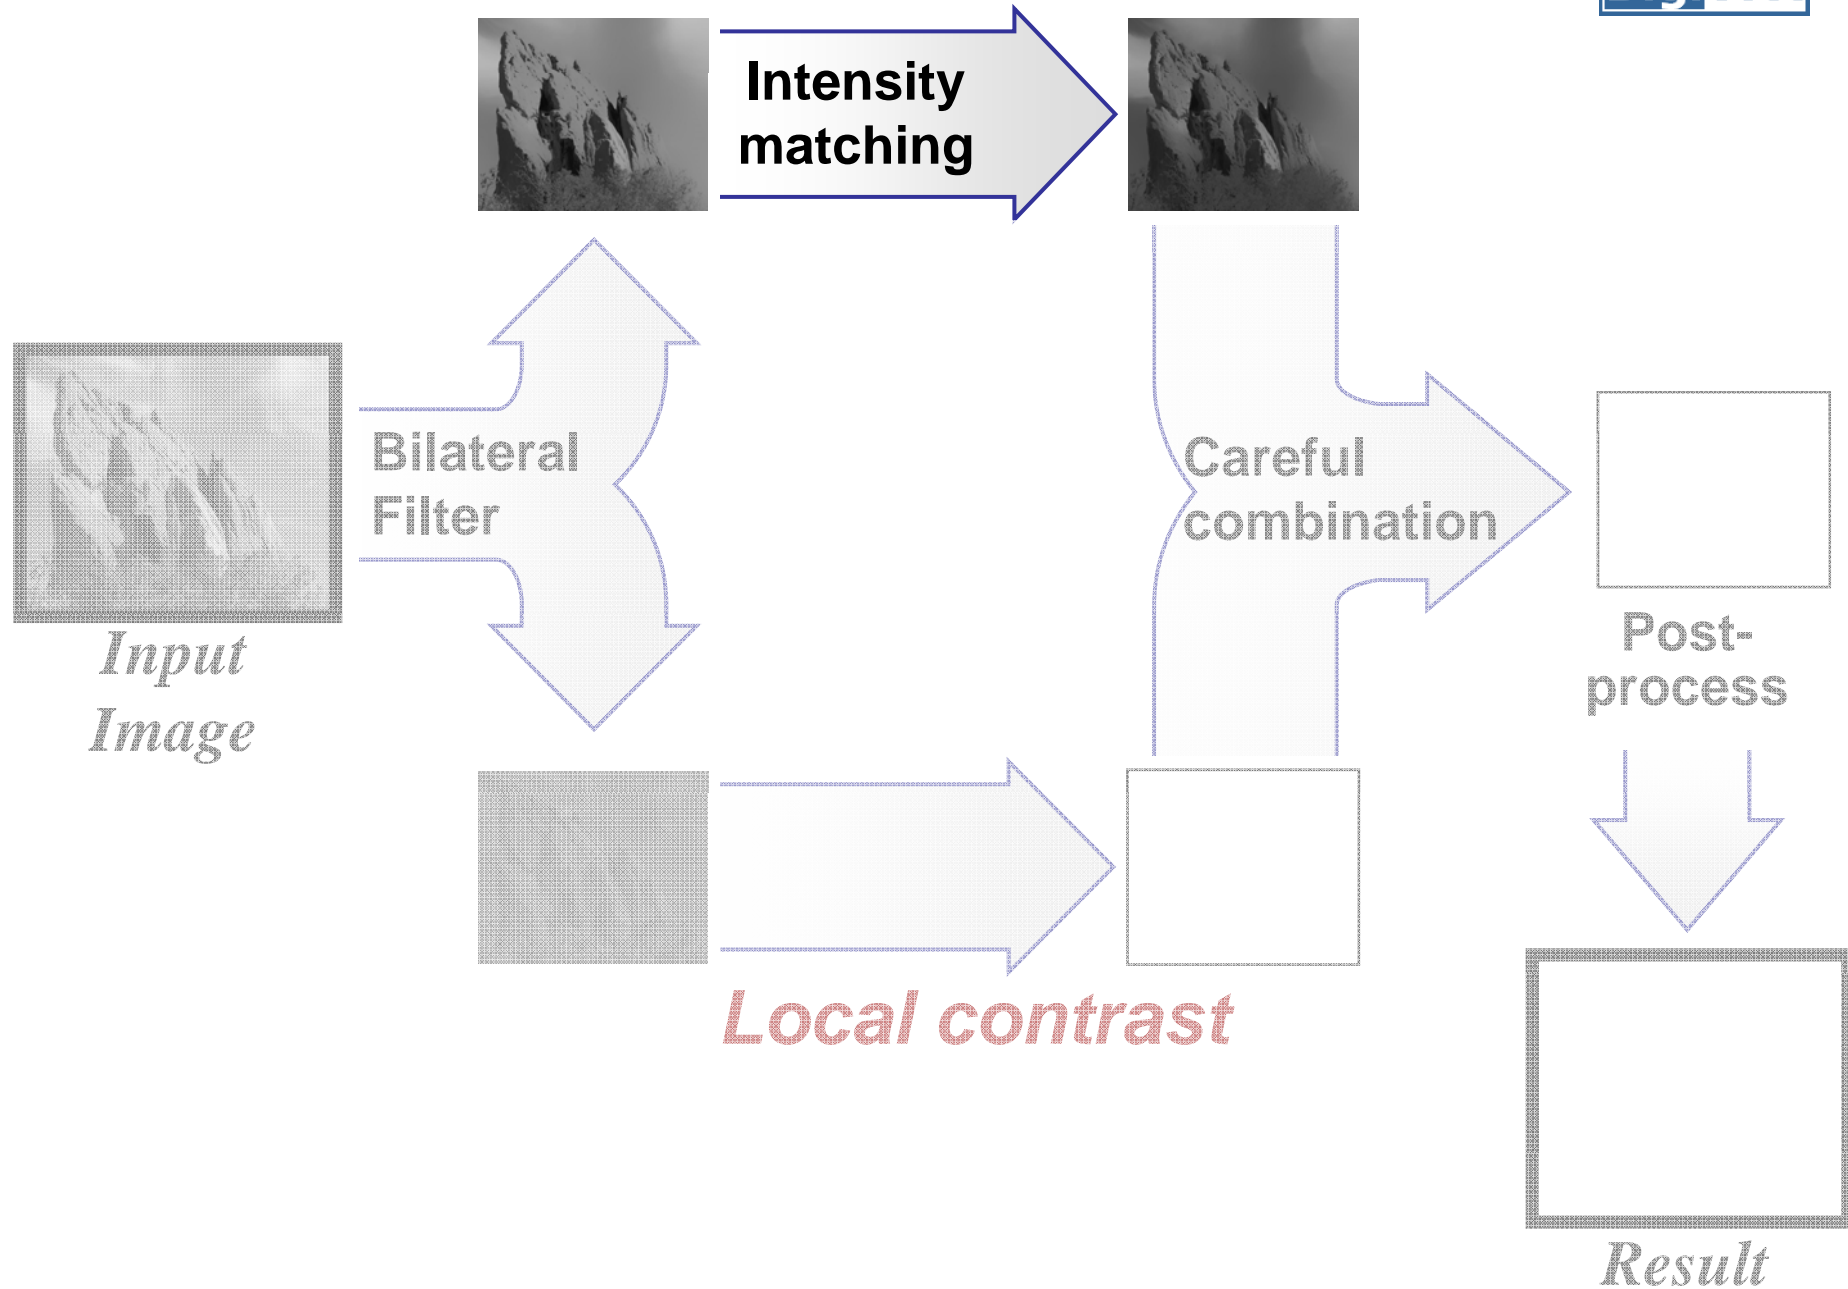 Intensity
matching
Bilateral
Filter
Careful
combination
Input
Image
Post-
process
Local contrast
Result